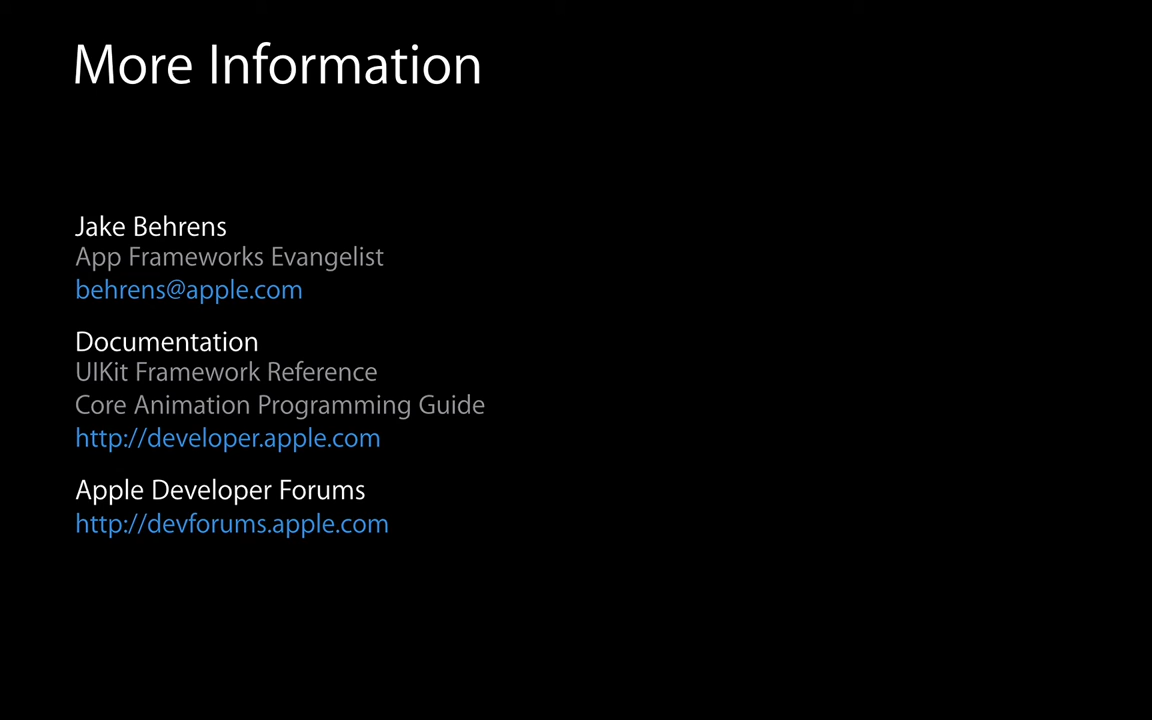 More Information
Jake Behrens
App Frameworks Evangelist
behrens@apple.com
Documentation
UIKit Framework Reference
Core Animation Programming Guide
http://developer.apple.com
Apple Developer Forums
http://devforums.apple.com